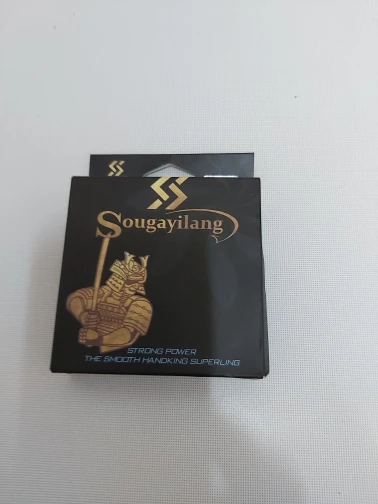 Sougayilang
STRONG POWER
THE SMOOTH HANDKING SUPERLING